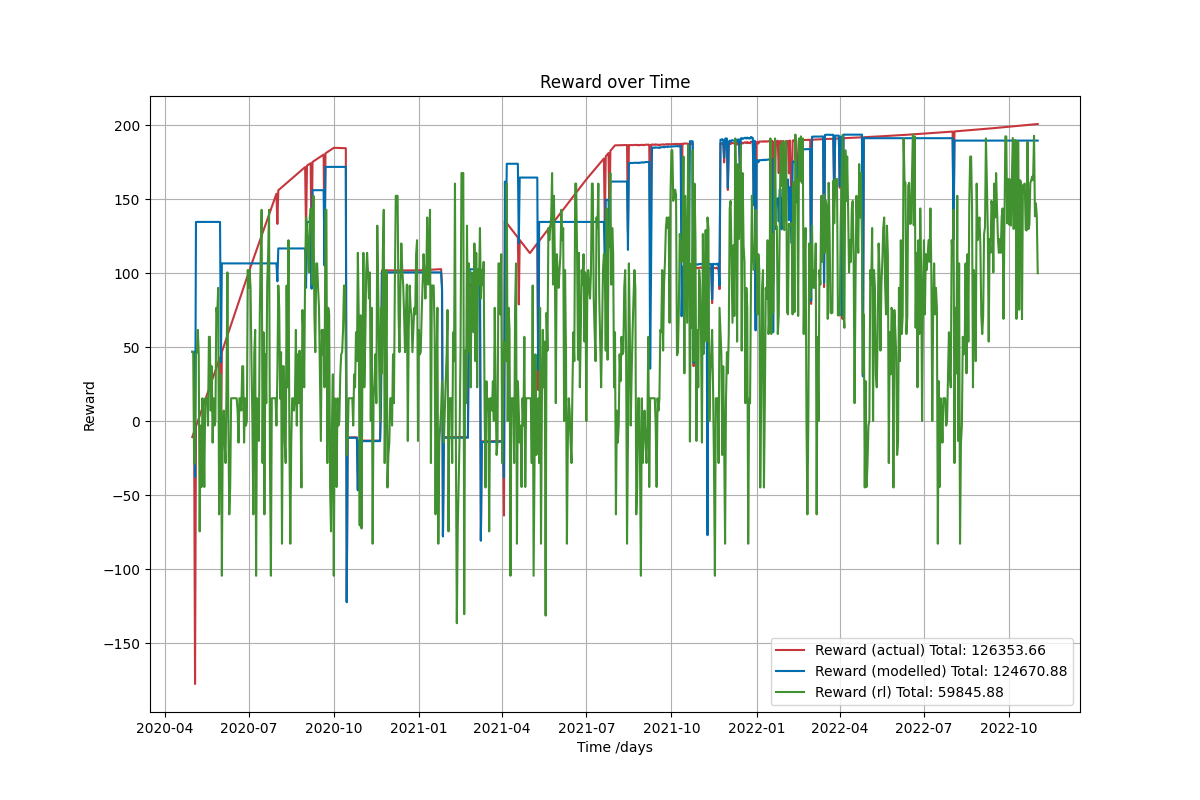 Reward over Time
200
150
100
50
0
−50
−100
−150
Reward
Reward (actual) Total: 126353.66
Reward (modelled) Total: 124670.88
Reward (rl) Total: 59845.88
2020-04 2020-07 2020-10 2021-01 2021-04 2021-07 2021-10 2022-01 2022-04 2022-07 2022-10
Time /days